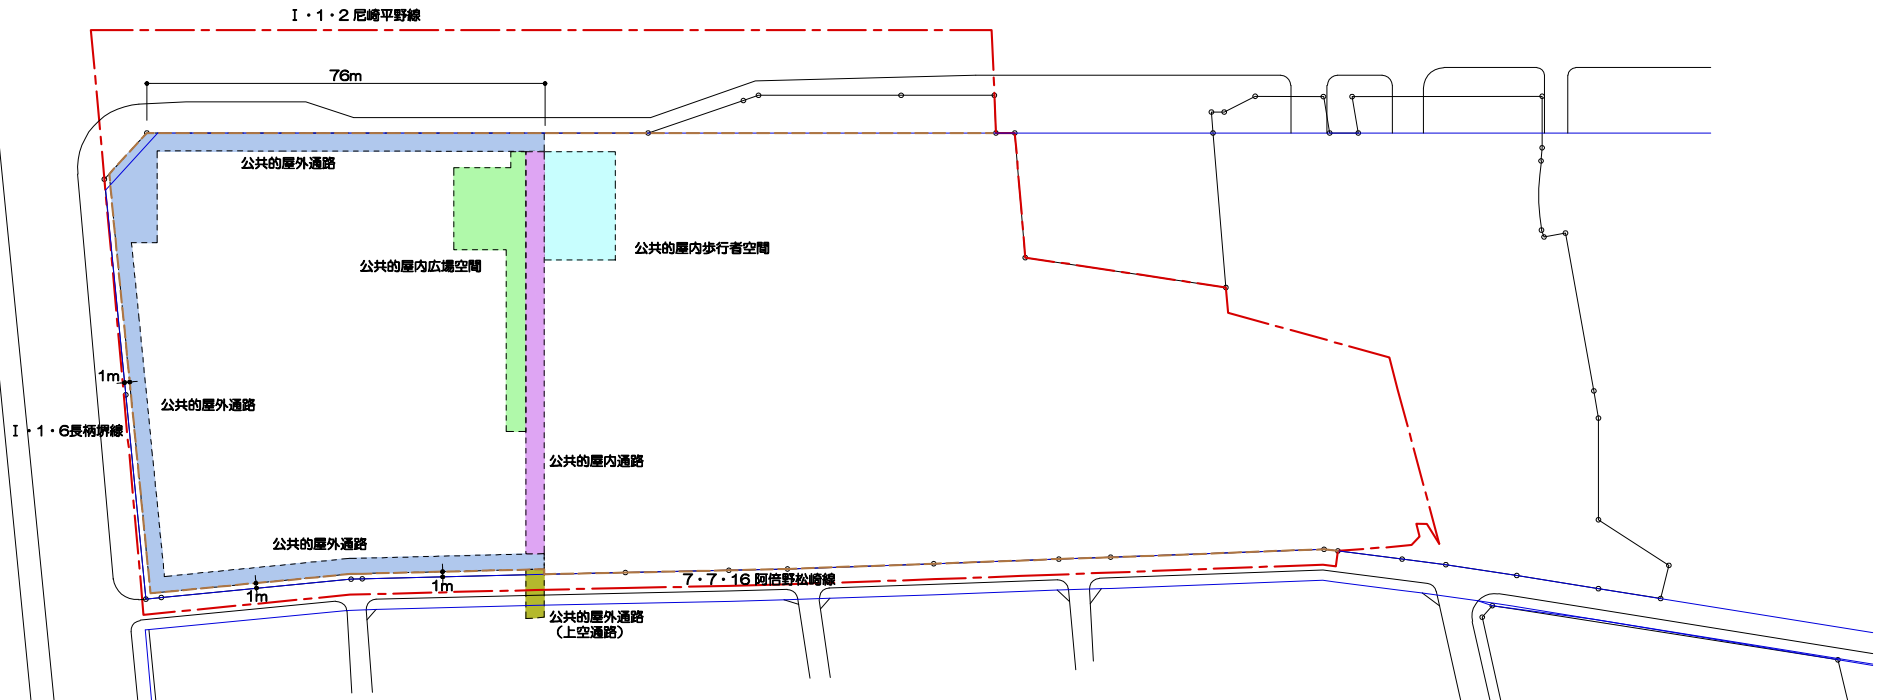 Ⅰ・１・２尼崎平野線
76m
公共的屋外通路
公共的屋内歩行者空間
公共的屋内広場空間
1m
公共的屋外通路
Ⅰ・１・６長柄堺線
公共的屋内通路
公共的屋外通路
1m
1m
７・７・16 阿倍野松崎線
公共的屋外通路
（上空通路）